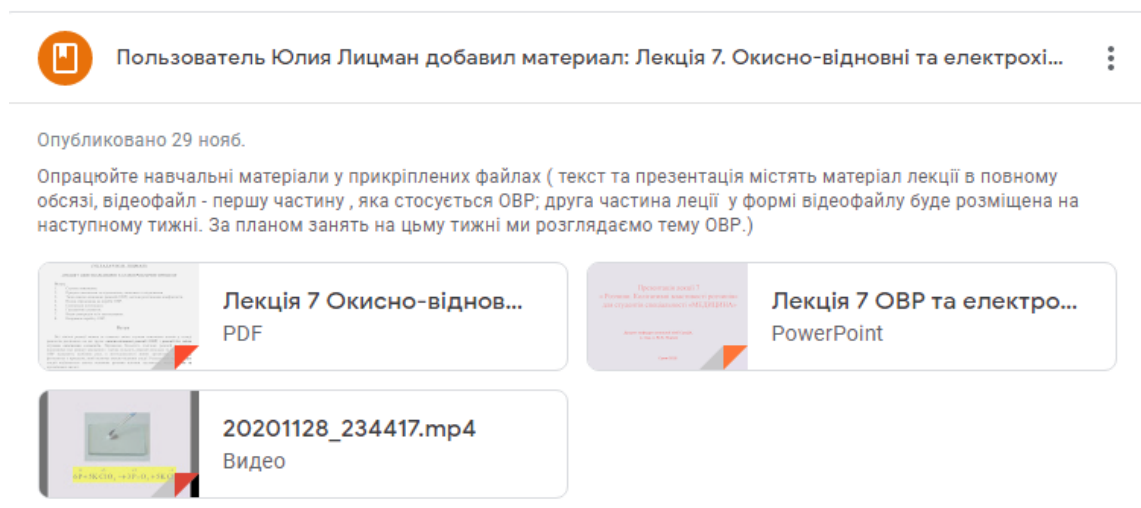 Пользователь Юлия Лицман добавил материал: Лекція 7. Окисно-відновні та електрохі...
Опубликовано 29 нояб.
Опрацюйте навчальні матеріали у прикріплених файлах ( текст та презентація містять матеріал лекції в повному
обсязі, відеофайл - першу частину , яка стосується ОВР; друга частина леції у формі відеофайлу буде розміщена на
наступному тижні. За планом занять на цьму тижні ми розглядаємо тему ОВР.)
Лекція 7 Окисно-віднов...
PDF
Лекція 7 ОВР та електро...
PowerPoint
20201128_234417.mp4
Видео